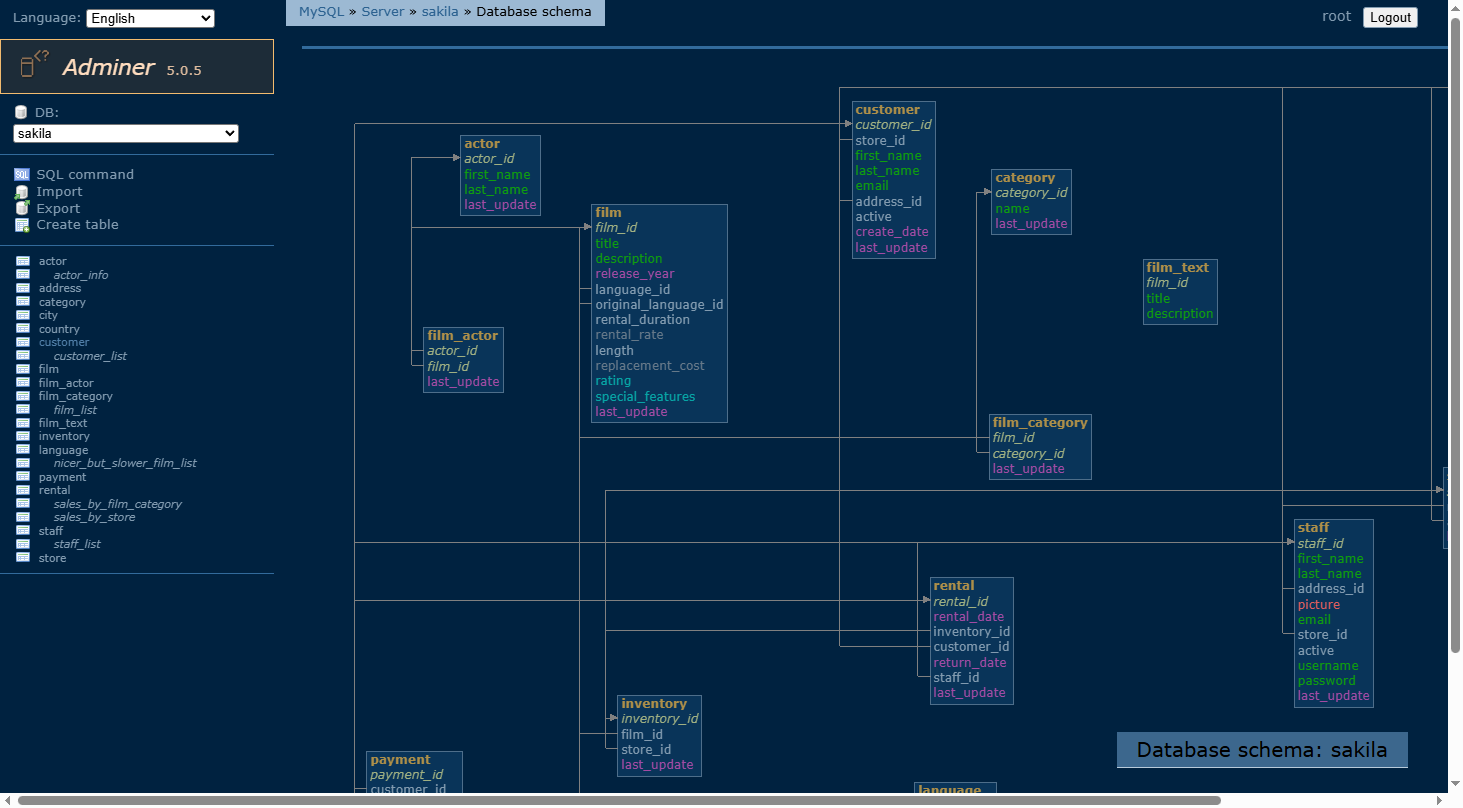 Language: English
MySQL » Server » sakila » Database schema
root Logout
<? Adminer 5.0.5
DB:
sakila
SQL command
Import
Export
Create table
actor
actor_info
address
category
city
country
customer
customer_list
film
film_actor
film_category
film_list
film_text
inventory
language
nicer_but_slower_film_list
payment
rental
sales_by_film_category
sales_by_store
staff
staff_list
store
customer
customer_id
store_id
first_name
last_name
email
address_id
active
create_date
last_update
actor
actor_id
first_name
last_name
last_update
category
category_id
name
last_update
film
film_id
title
description
release_year
language_id
original_language_id
rental_duration
rental_rate
length
replacement_cost
rating
special_features
last_update
film_text
film_id
title
description
film_actor
actor_id
film_id
last_update
film_category
film_id
category_id
last_update
staff
staff_id
first_name
last_name
address_id
picture
email
store_id
active
username
password
last_update
rental
rental_id
rental_date
inventory_id
customer_id
return_date
staff_id
last_update
inventory
inventory_id
film_id
store_id
last_update
payment
payment_id
customer_id
language
Database schema: sakila